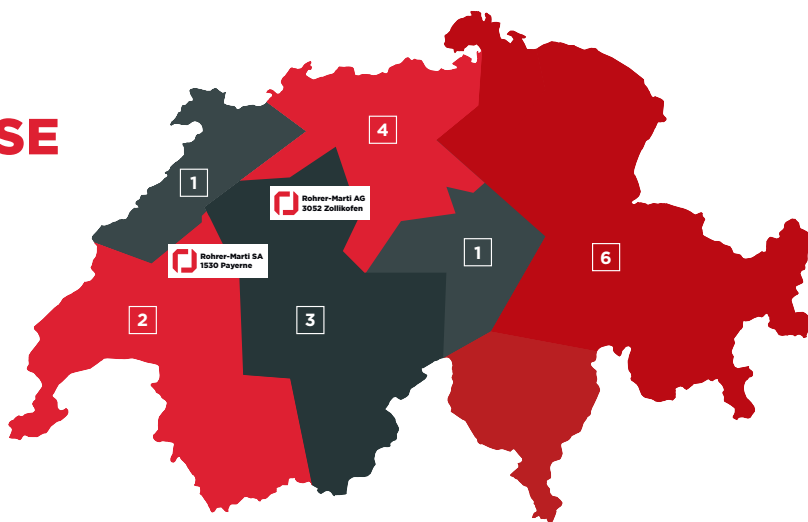 SE
4
1
Rohrer-Marti AG
3052 Zollikofen
Rohrer-Marti SA
1530 Payerne
1
6
2
3